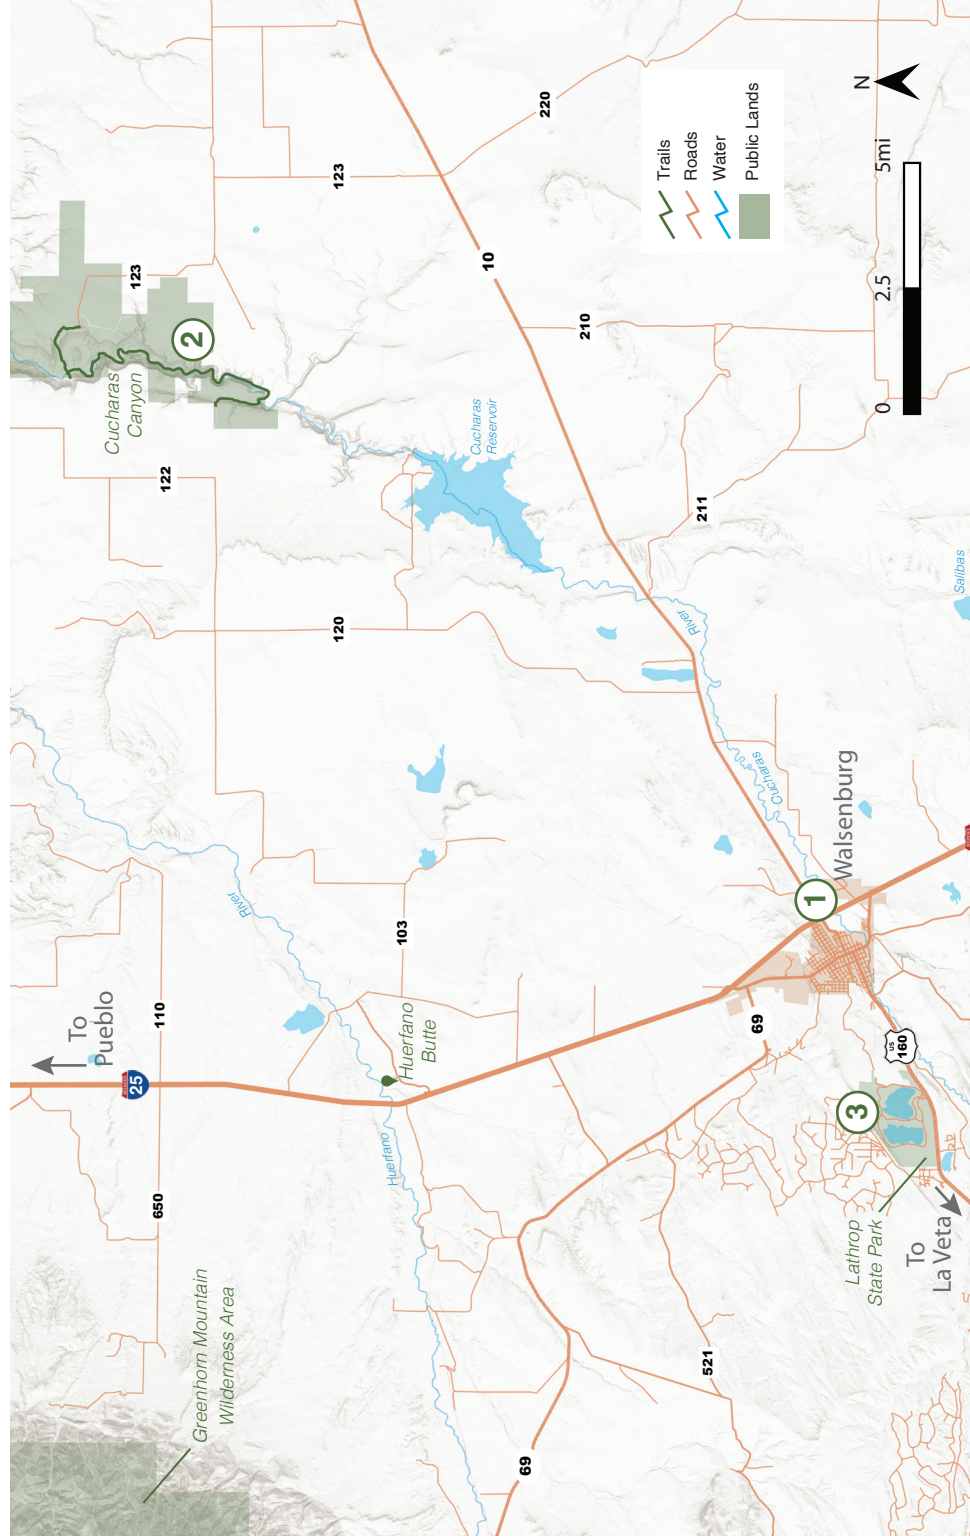 Greenhorn Mountain
Wilderness Area
650
110
To
Pueblo
25
River
Huerfano
Huerfano
Butte
103
120
122
Cucharas
Canyon
2
123
123
220
10
210
211
Cucharas
Reservoir
River
Cucharas
Walsenburg
1
69
69
521
US
160
3
Lathrop
State Park
To
La Veta
Salibas
Trails
Roads
Water
Public Lands
N
0
2.5
5mi